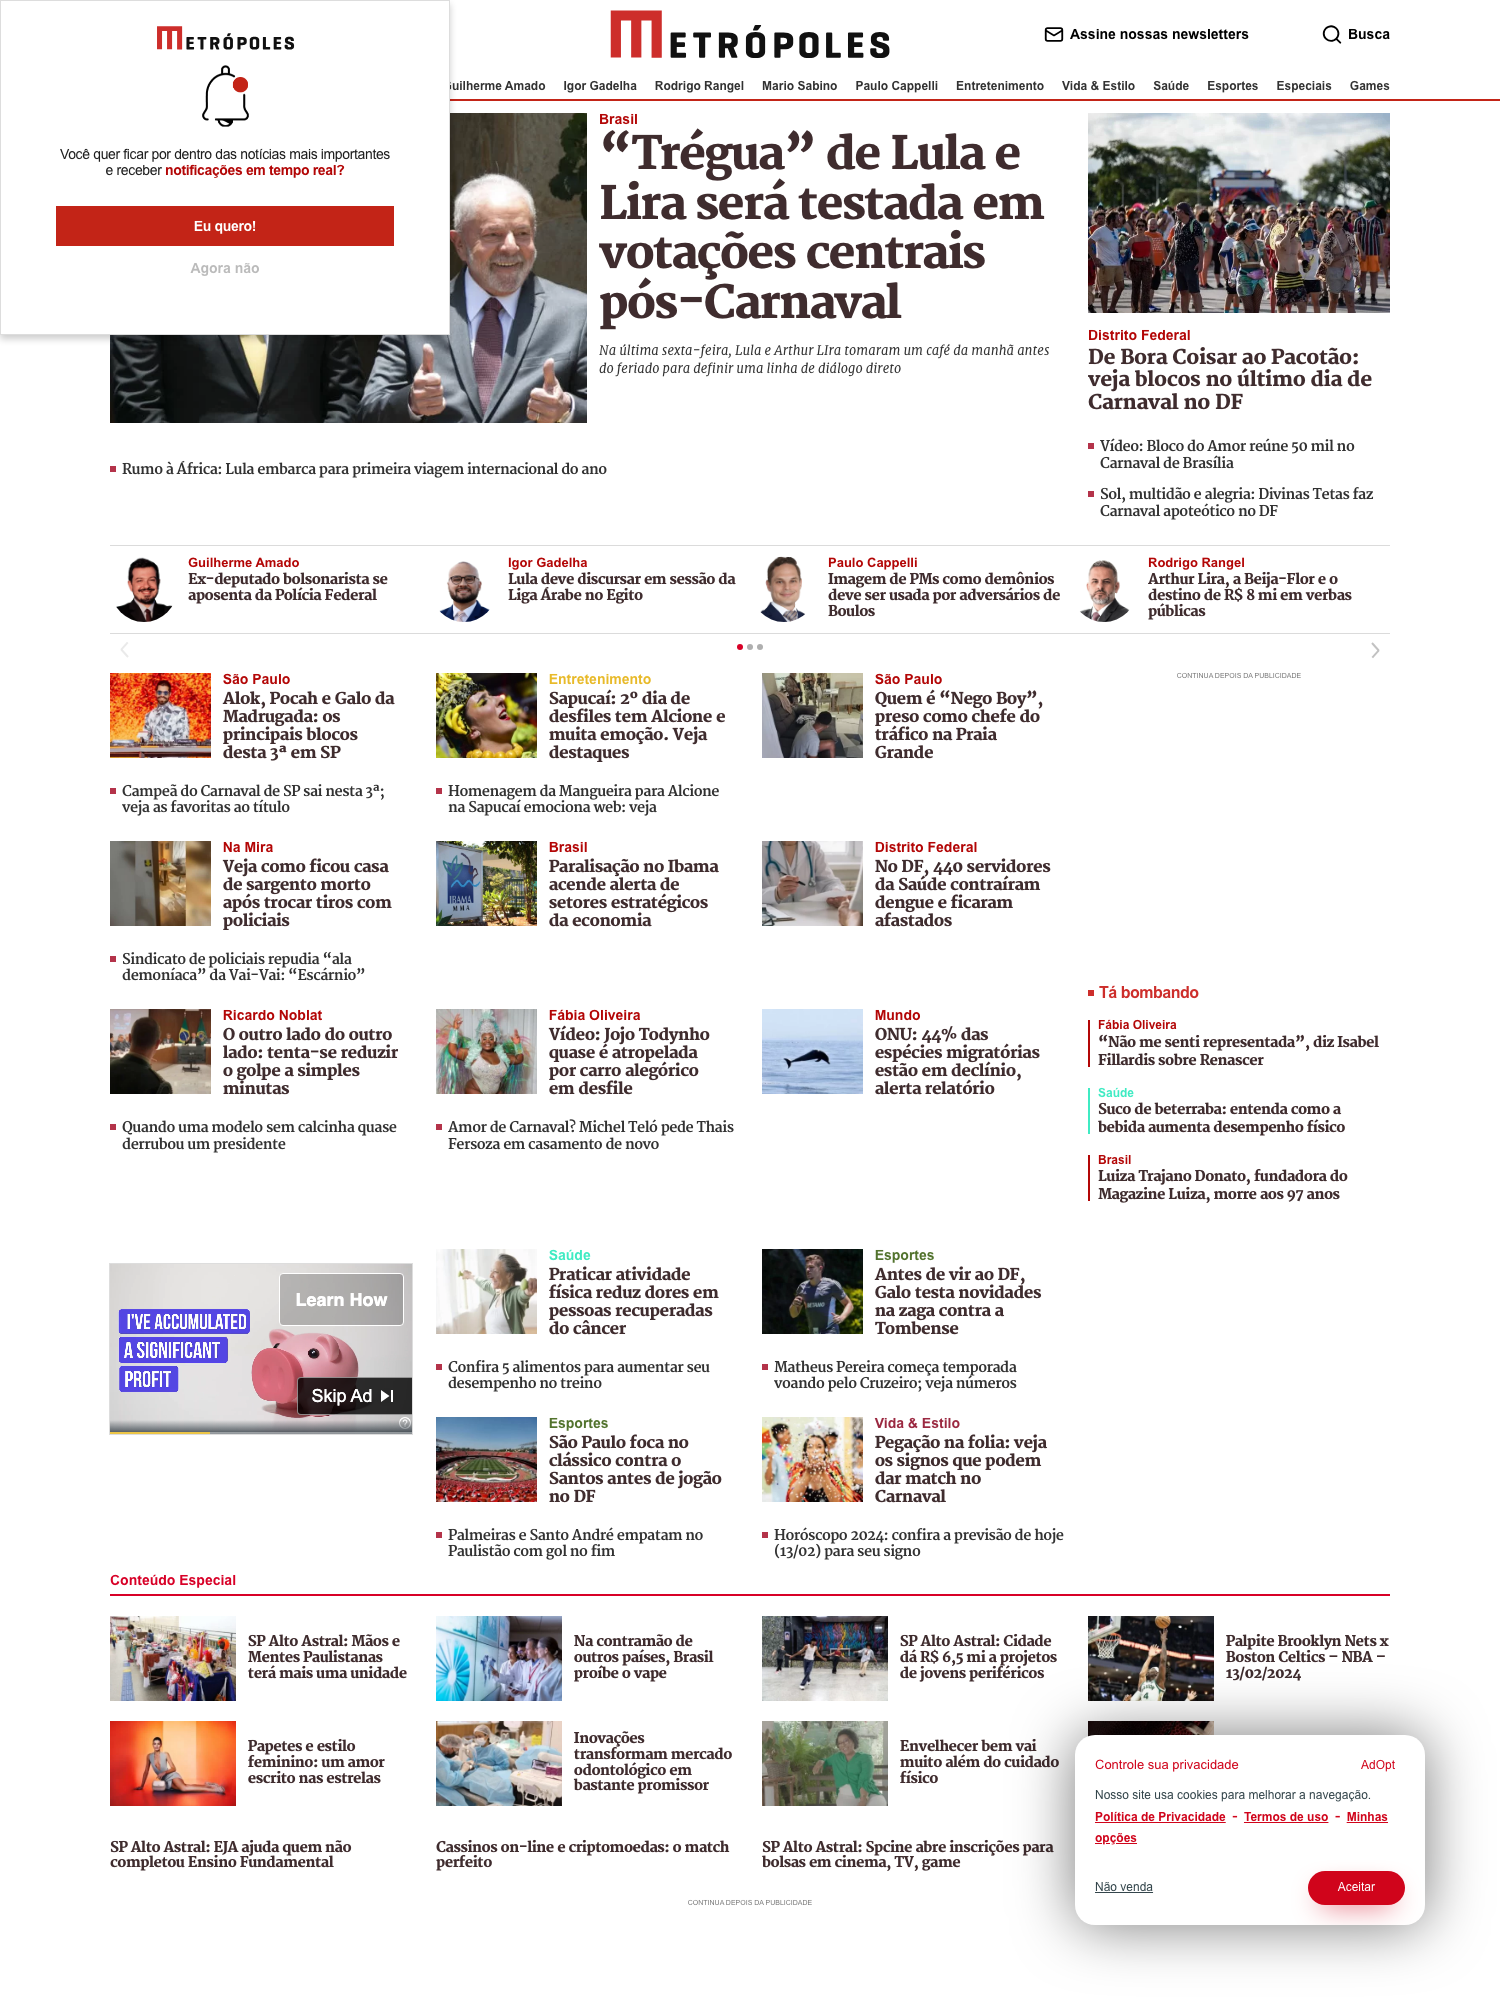 METRÓPOLES
Você quer ficar por dentro das notícias mais importantes
e receber notificações em tempo real?
Eu quero!
Agora não
METRÓPOLES
Assine nossas newsletters
Busca
Guilherme Amado Igor Gadelha Rodrigo Rangel Mario Sabino Paulo Cappelli Entretenimento Vida & Estilo Saúde Esportes Especiais Games
Brasil
“Trégua” de Lula e
Lira será testada em
votações centrais
pós-Carnaval
Na última sexta-feira, Lula e Arthur LIra tomaram um café da manhã antes
do feriado para definir uma linha de diálogo direto
Rumo à África: Lula embarca para primeira viagem internacional do ano
Distrito Federal
De Bora Coisar ao Pacotão:
veja blocos no último dia de
Carnaval no DF
Vídeo: Bloco do Amor reúne 50 mil no
Carnaval de Brasília
Sol, multidão e alegria: Divinas Tetas faz
Carnaval apoteótico no DF
Guilherme Amado
Ex-deputado bolsonarista se
aposenta da Polícia Federal
Igor Gadelha
Lula deve discursar em sessão da
Liga Árabe no Egito
Paulo Cappelli
Imagem de PMs como demônios
deve ser usada por adversários de
Boulos
Rodrigo Rangel
Arthur Lira, a Beija-Flor e o
destino de R$ 8 mi em verbas
públicas
São Paulo
Alok, Pocah e Galo da
Madrugada: os
principais blocos
desta 3ª em SP
Campeã do Carnaval de SP sai nesta 3ª;
veja as favoritas ao título
Entretenimento
Sapucaí: 2º dia de
desfiles tem Alcione e
muita emoção. Veja
destaques
Homenagem da Mangueira para Alcione
na Sapucaí emociona web: veja
São Paulo
Quem é “Nego Boy”,
preso como chefe do
tráfico na Praia
Grande
CONTINUA DEPOIS DA PUBLICIDADE
Na Mira
Veja como ficou casa
de sargento morto
após trocar tiros com
policiais
Sindicato de policiais repudia “ala
demoníaca” da Vai-Vai: “Escárnio”
IBAMA
MMA
Brasil
Paralisação no Ibama
acende alerta de
setores estratégicos
da economia
Distrito Federal
No DF, 440 servidores
da Saúde contraíram
dengue e ficaram
afastados
Ricardo Noblat
O outro lado do outro
lado: tenta-se reduzir
o golpe a simples
minutas
Quando uma modelo sem calcinha quase
derrubou um presidente
Fábia Oliveira
Vídeo: Jojo Todynho
quase é atropelada
por carro alegórico
em desfile
Amor de Carnaval? Michel Teló pede Thais
Fersoza em casamento de novo
Mundo
ONU: 44% das
espécies migratórias
estão em declínio,
alerta relatório
Tá bombando
Fábia Oliveira
“Não me senti representada”, diz Isabel
Fillardis sobre Renascer
Saúde
Suco de beterraba: entenda como a
bebida aumenta desempenho físico
Brasil
Luiza Trajano Donato, fundadora do
Magazine Luiza, morre aos 97 anos
Learn How
I'VE ACCUMULATED
A SIGNIFICANT
PROFIT
Skip Ad
Saúde
Praticar atividade
física reduz dores em
pessoas recuperadas
do câncer
Confira 5 alimentos para aumentar seu
desempenho no treino
Esportes
Antes de vir ao DF,
Galo testa novidades
na zaga contra a
Tombense
Matheus Pereira começa temporada
voando pelo Cruzeiro; veja números
Esportes
São Paulo foca no
clássico contra o
Santos antes de jogão
no DF
Palmeiras e Santo André empatam no
Paulistão com gol no fim
Vida & Estilo
Pegação na folia: veja
os signos que podem
dar match no
Carnaval
Horóscopo 2024: confira a previsão de hoje
(13/02) para seu signo
Conteúdo Especial
SP Alto Astral: Mãos e
Mentes Paulistanas
terá mais uma unidade
Na contramão de
outros países, Brasil
proíbe o vape
SP Alto Astral: Cidade
dá R$ 6,5 mi a projetos
de jovens periféricos
Palpite Brooklyn Nets x
Boston Celtics – NBA –
13/02/2024
Papetes e estilo
feminino: um amor
escrito nas estrelas
Inovações
transformam mercado
odontológico em
bastante promissor
Envelhecer bem vai
muito além do cuidado
físico
SP Alto Astral: EJA ajuda quem não
completou Ensino Fundamental
Cassinos on-line e criptomoedas: o match
perfeito
SP Alto Astral: Spcine abre inscrições para
bolsas em cinema, TV, game
CONTINUA DEPOIS DA PUBLICIDADE
Controle sua privacidade
AdOpt
Nosso site usa cookies para melhorar a navegação.
Política de Privacidade - Termos de uso - Minhas
opções
Não venda
Aceitar